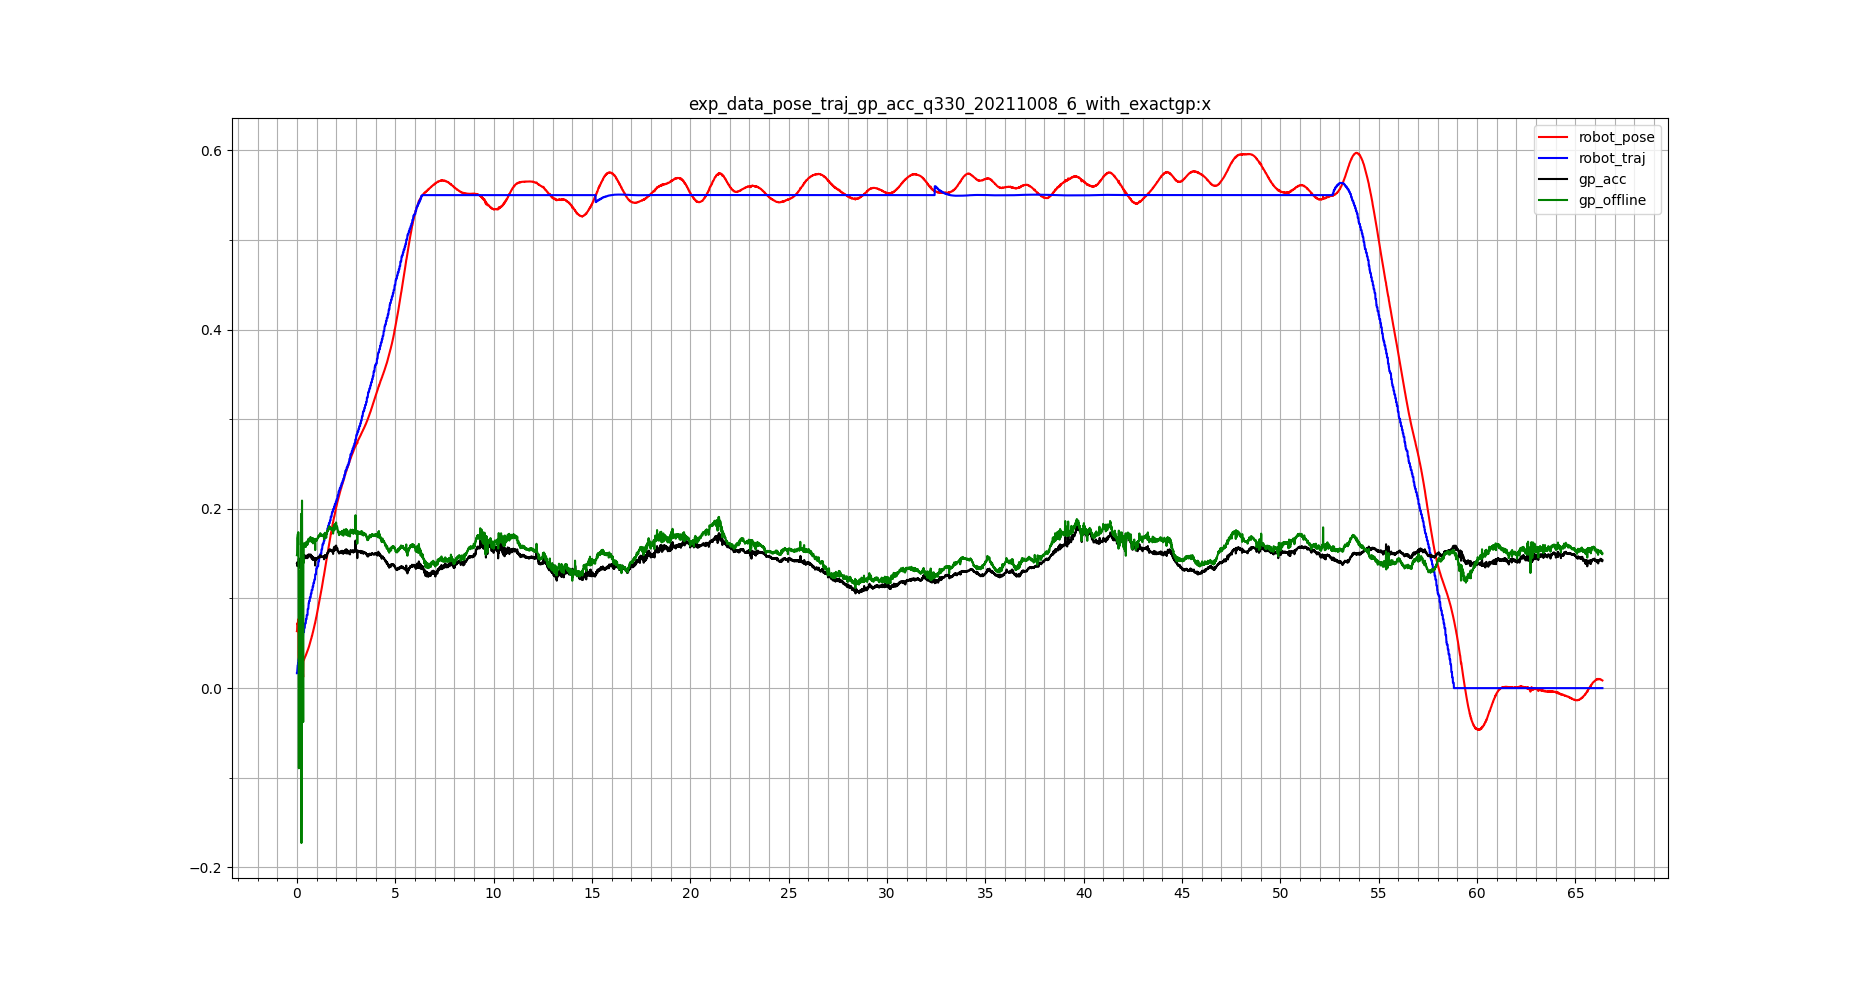 exp_data_pose_traj_gp_acc_q330_20211008_6_with_exactgp:x
robot_pose
robot_traj
gp_acc
gp_offline
0.6
0.4
0.2
0.0
−0.2
0 5 10 15 20 25 30 35 40 45 50 55 60 65